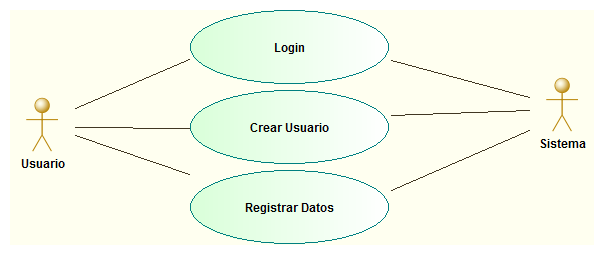 Login
Crear Usuario
Usuario
Sistema
Registrar Datos